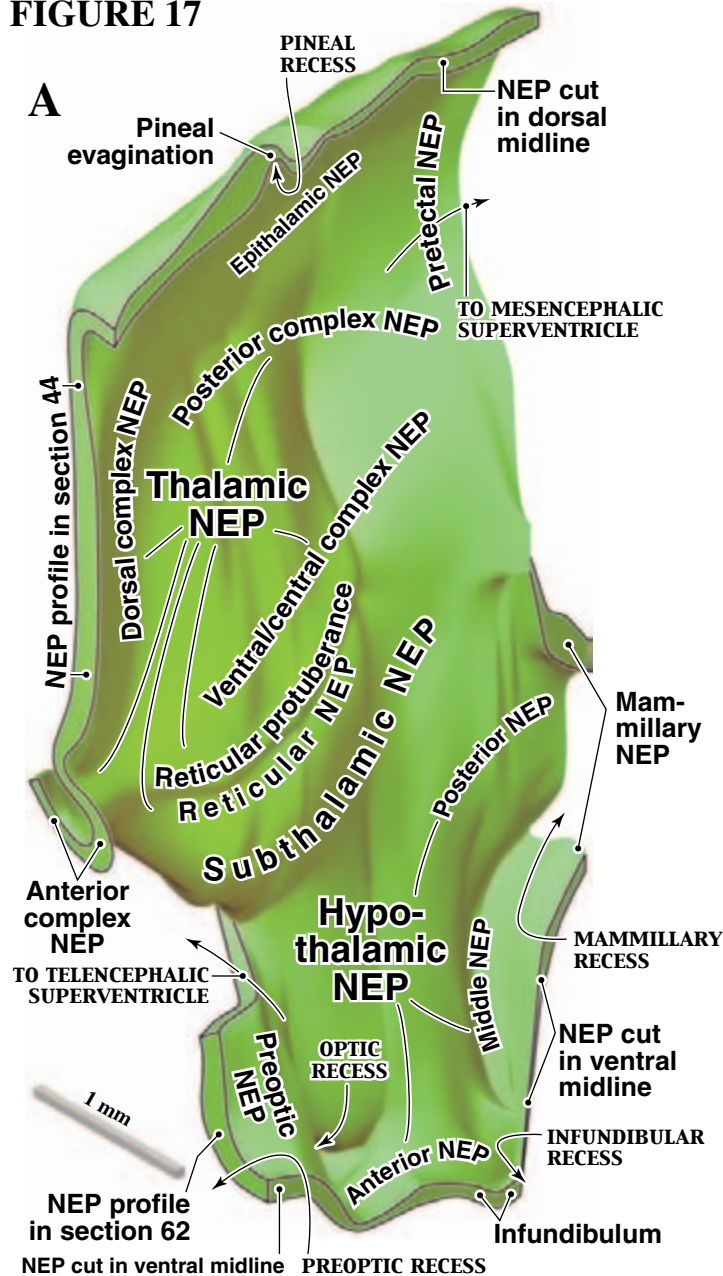 FIGURE 17
A
PINEAL
RECESS
NEP cut
in dorsal
midline
Pineal
evagination
Epithalamic NEP
Pretectal NEP
TO MESENCEPHALIC
SUPERVENTRICLE
Posterior complex NEP
NEP profile in section 44
Dorsal complex NEP
Thalamic
NEP
Ventral/central complex NEP
Reticular protuberance
Reticular NEP
Subthalamic NEP
Posterior NEP
Mam-
millary
NEP
Anterior
complex
NEP
Hypo-
thalamic
NEP
Middle NEP
MAMMILLARY
RECESS
TO TELENCEPHALIC
SUPERVENTRICLE
NEP cut
in ventral
midline
Preoptic
NEP
OPTIC
RECESS
1 mm
INFUNDIBULAR
RECESS
Anterior NEP
NEP profile
in section 62
Infundibulum
NEP cut in ventral midline
PREOPTIC RECESS